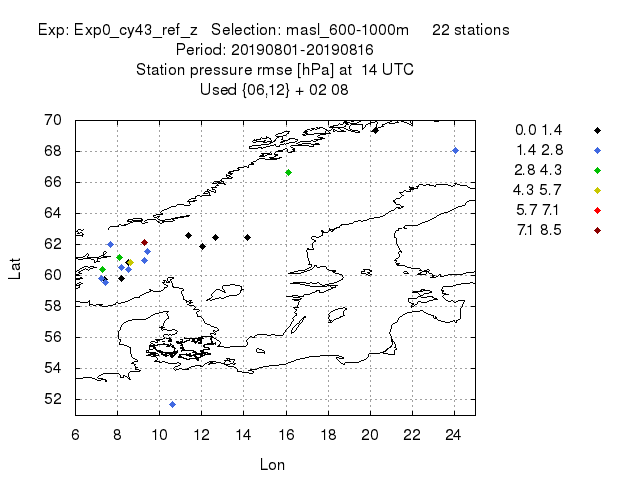 Exp: Exp0_cy43_ref_z Selection: masl_600-1000m 22 stations
Period: 20190801-20190816
Station pressure rmse [hPa] at 14 UTC
Used {06,12} + 02 08
70
68
66
64
62
60
58
56
54
52
6 8 10 12 14 16 18 20 22 24
Lat
Lon
0.0 1.4
1.4 2.8
2.8 4.3
4.3 5.7
5.7 7.1
7.1 8.5